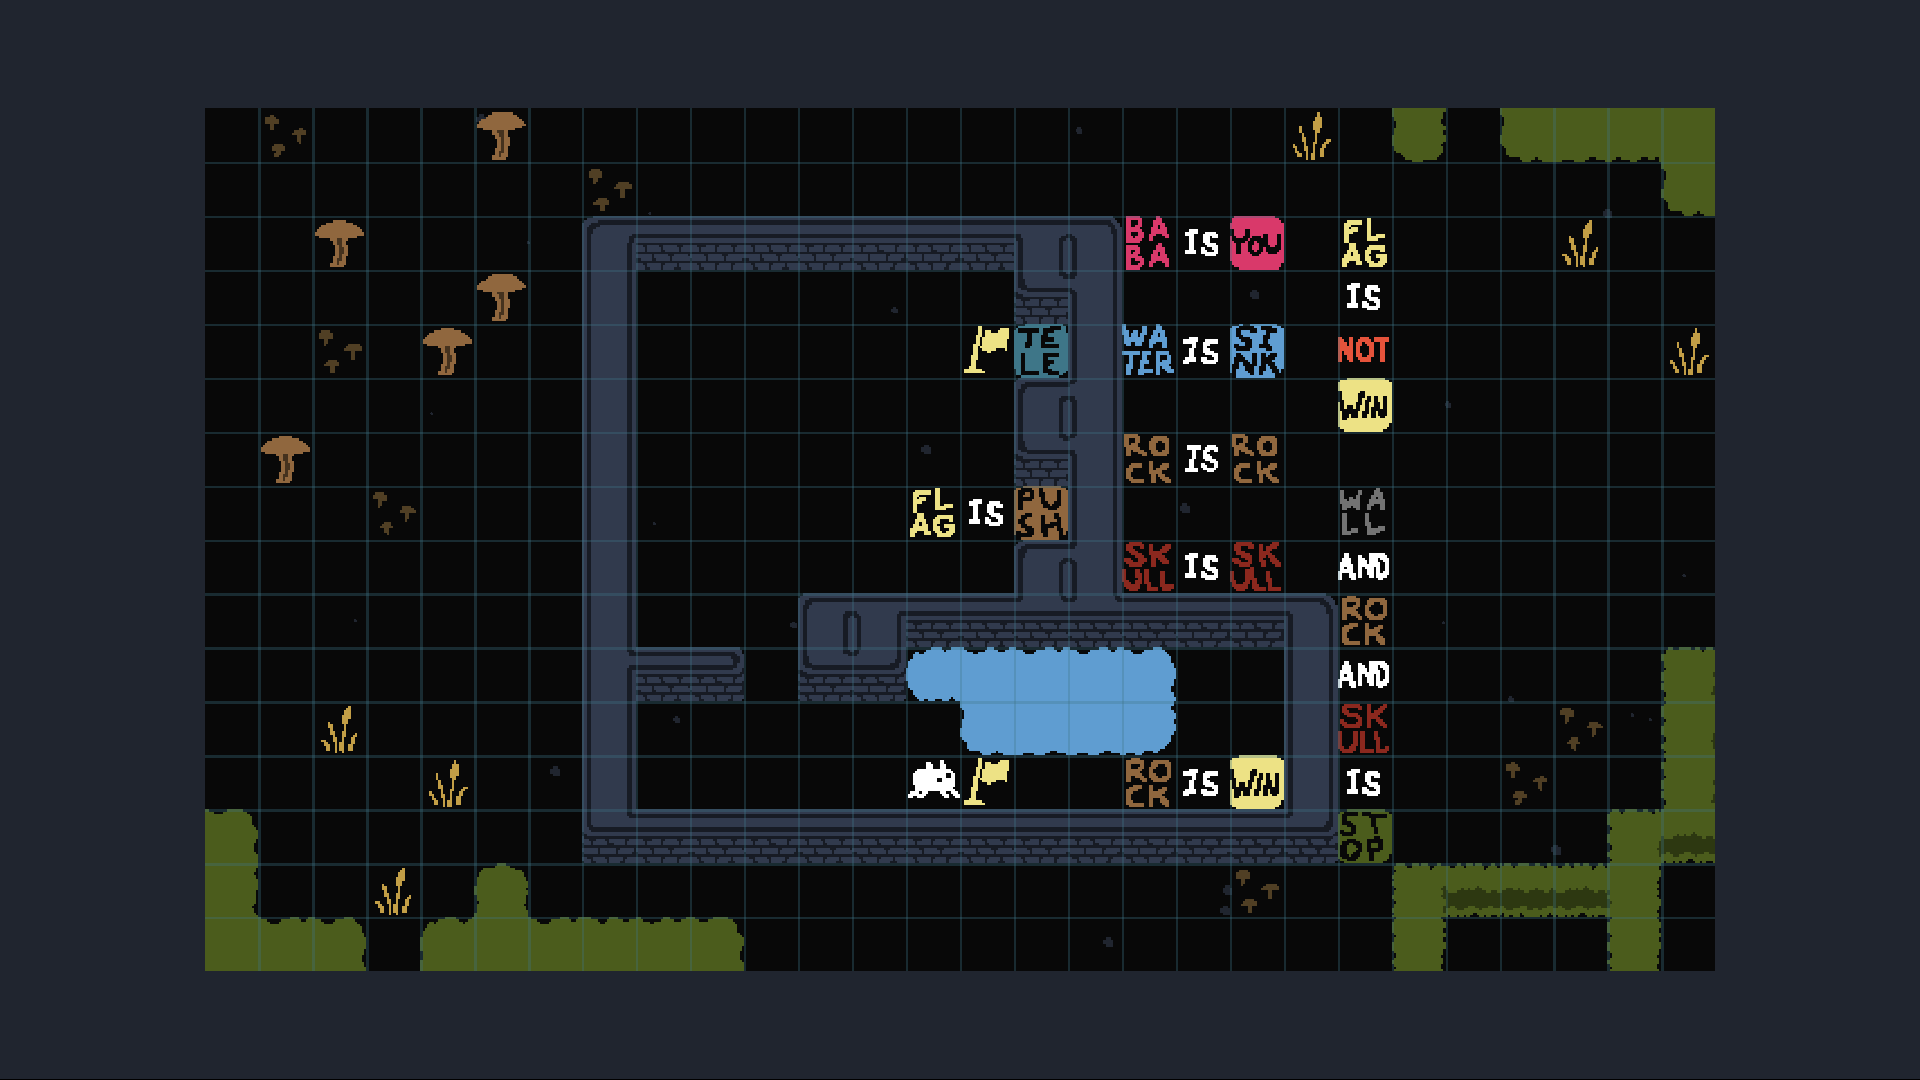 BABA IS YOU
FLAG IS NOT WIN
TELE
WATER IS SINK
ROCK IS ROCK
FLAG IS PUSH
WALL AND ROCK AND SKULL IS STOP
SKULL IS SKULL
ROCK IS WIN